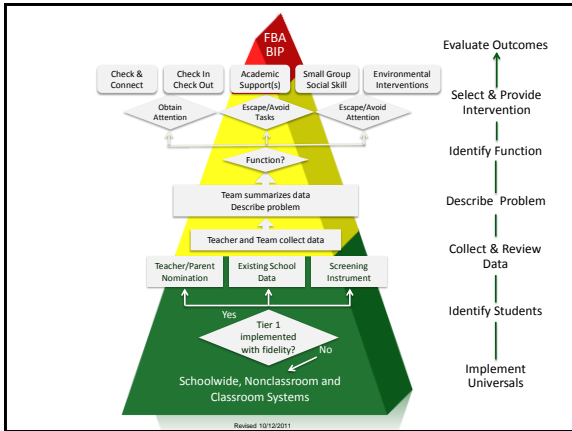 FBA
BIP
Evaluate Outcomes
Check &
Connect
Check In
Check Out
Academic
Support(s)
Small Group
Social Skill
Environmental
Interventions
Select & Provide
Intervention
Obtain
Attention
Escape/Avoid
Tasks
Escape/Avoid
Attention
Function?
Identify Function
Team summarizes data
Describe problem
Describe Problem
Teacher and Team collect data
Collect & Review
Data
Teacher/Parent
Nomination
Existing School
Data
Screening
Instrument
Identify Students
Yes
Tier 1
implemented
with fidelity?
No
Implement
Universals
Schoolwide, Nonclassroom and
Classroom Systems
Revised 10/12/2011